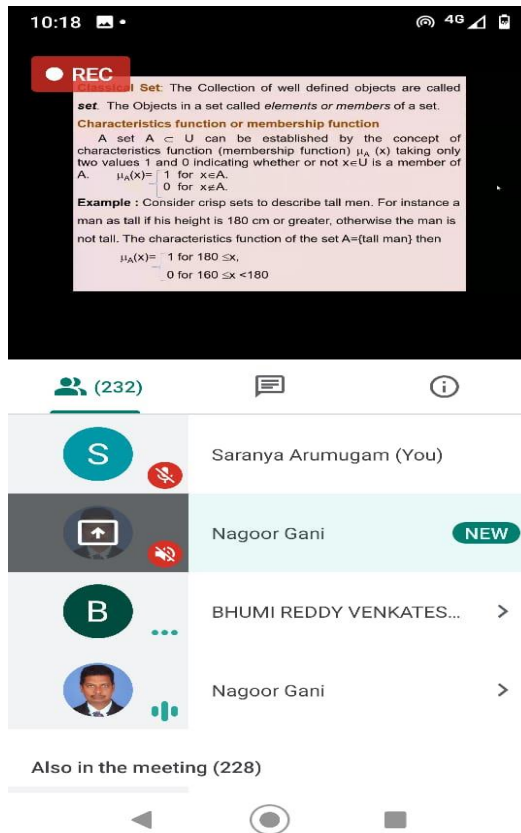 10:18
4G
REC
Classical Set: The Collection of well defined objects are called
set. The Objects in a set called elements or members of a set.
Characteristics function or membership function
A set A ⊂ U can be established by the concept of
characteristics function (membership function) μA (x) taking only
two values 1 and 0 indicating whether or not x∈U is a member of
A. μA(x)= 1 for x∈A.
0 for x∉A.
Example : Consider crisp sets to describe tall men. For instance a
man as tall if his height is 180 cm or greater, otherwise the man is
not tall. The characteristics function of the set A={tall man} then
μA(x)= 1 for 180 ≤x,
0 for 160 ≤x <180
(232)
S
Saranya Arumugam (You)
Nagoor Gani
NEW
B
BHUMI REDDY VENKATES...
Nagoor Gani
Also in the meeting (228)